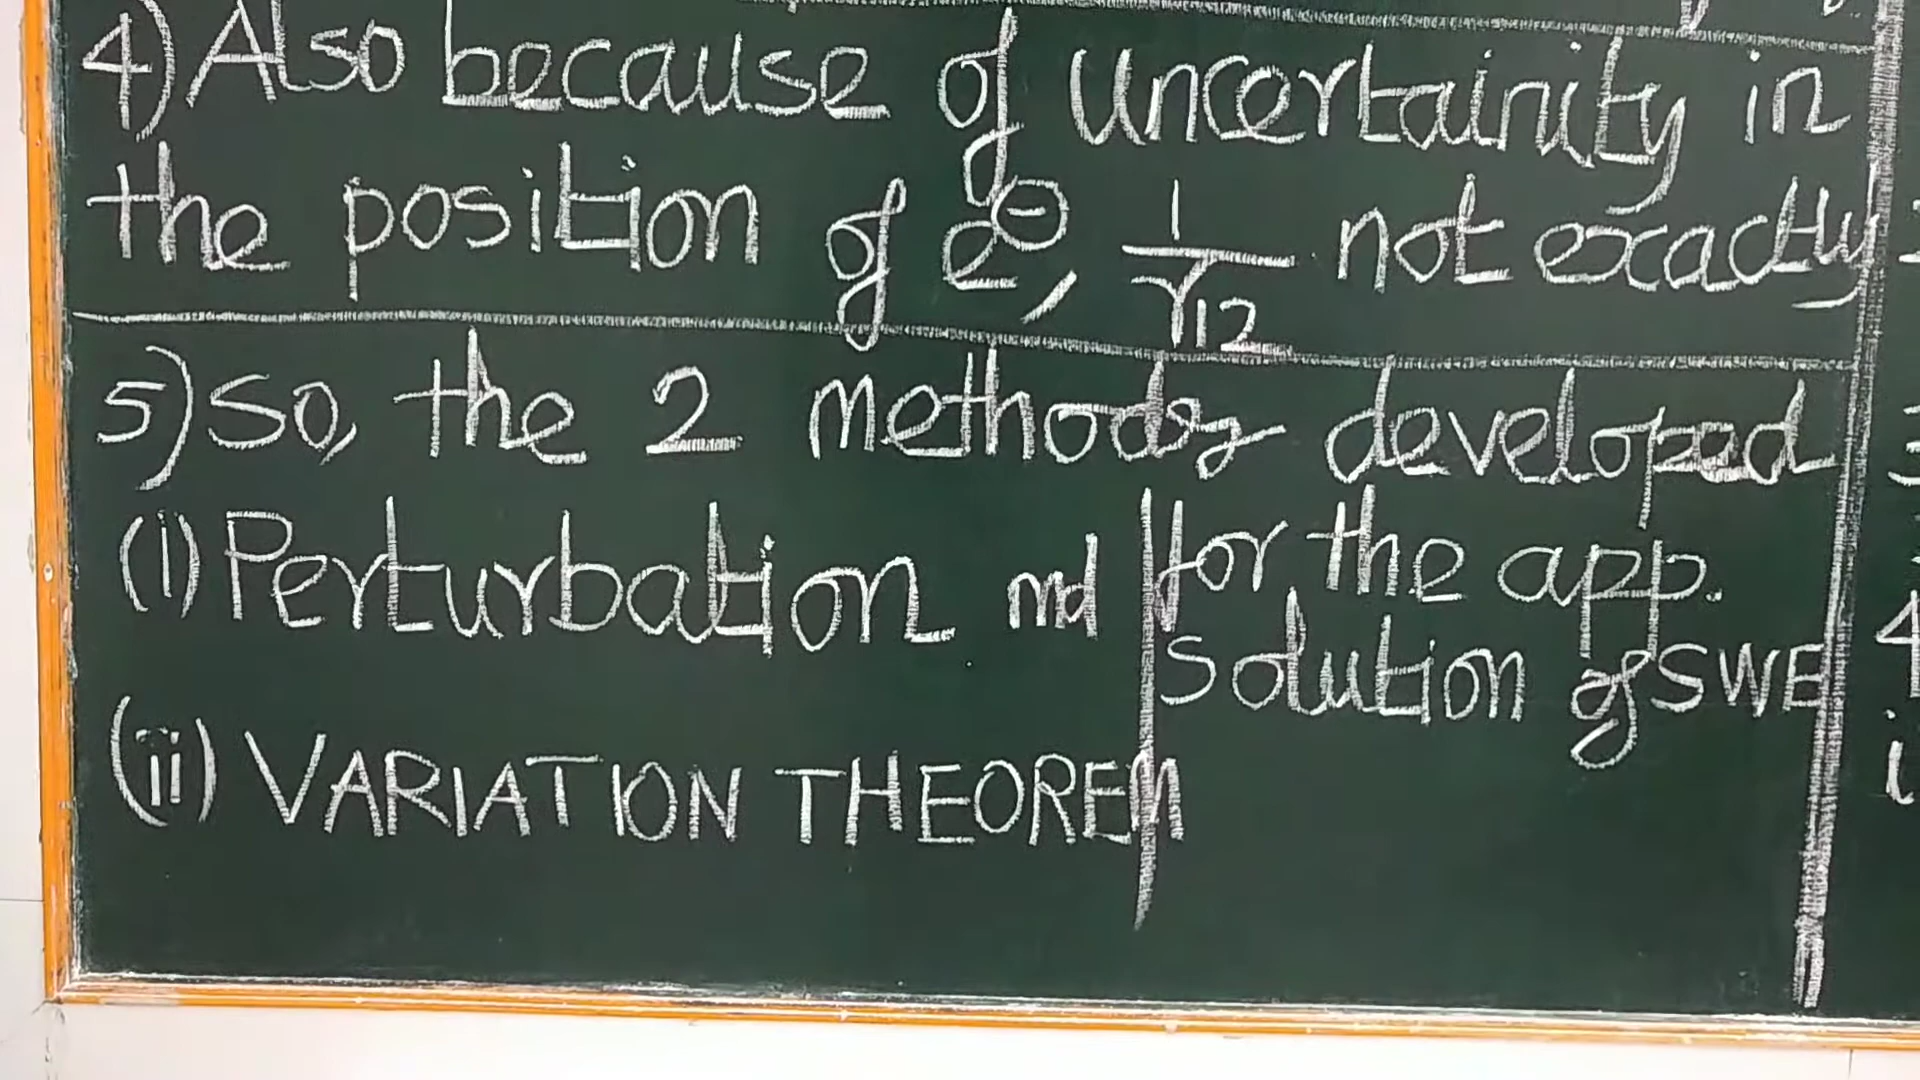 4) Also because of uncertainity in
the position of e⊖, 1/r12 not exactly
5) So, the 2 methods developed
(i) Perturbation md for the app.
solution of SWE
(ii) VARIATION THEOREM